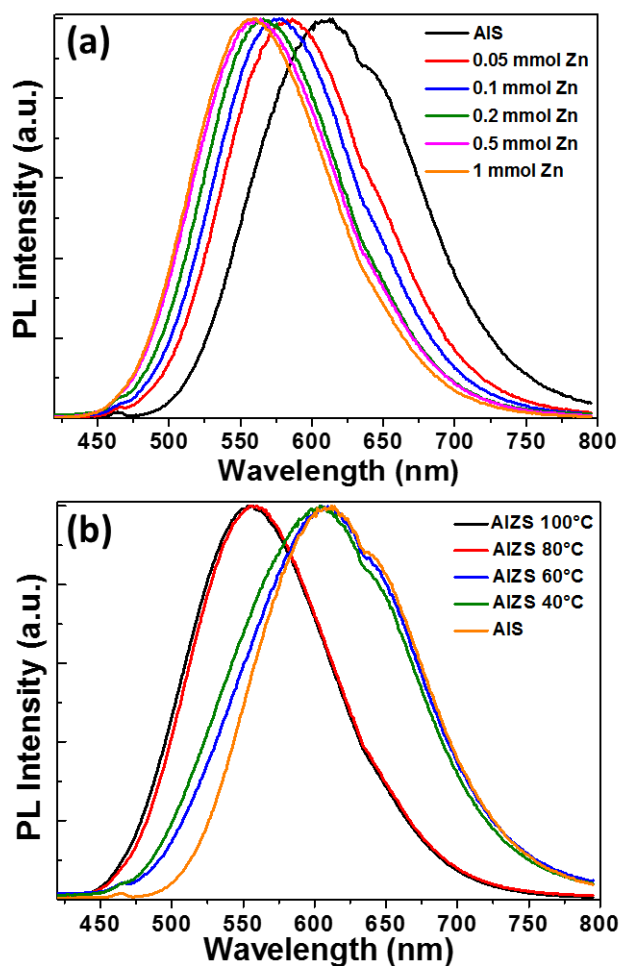 (a)
AIS
0.05 mmol Zn
0.1 mmol Zn
0.2 mmol Zn
0.5 mmol Zn
1 mmol Zn
PL intensity (a.u.)
450 500 550 600 650 700 750 800
Wavelength (nm)
(b)
AIZS 100°C
AIZS 80°C
AIZS 60°C
AIZS 40°C
AIS
PL Intensity (a.u.)
450 500 550 600 650 700 750 800
Wavelength (nm)